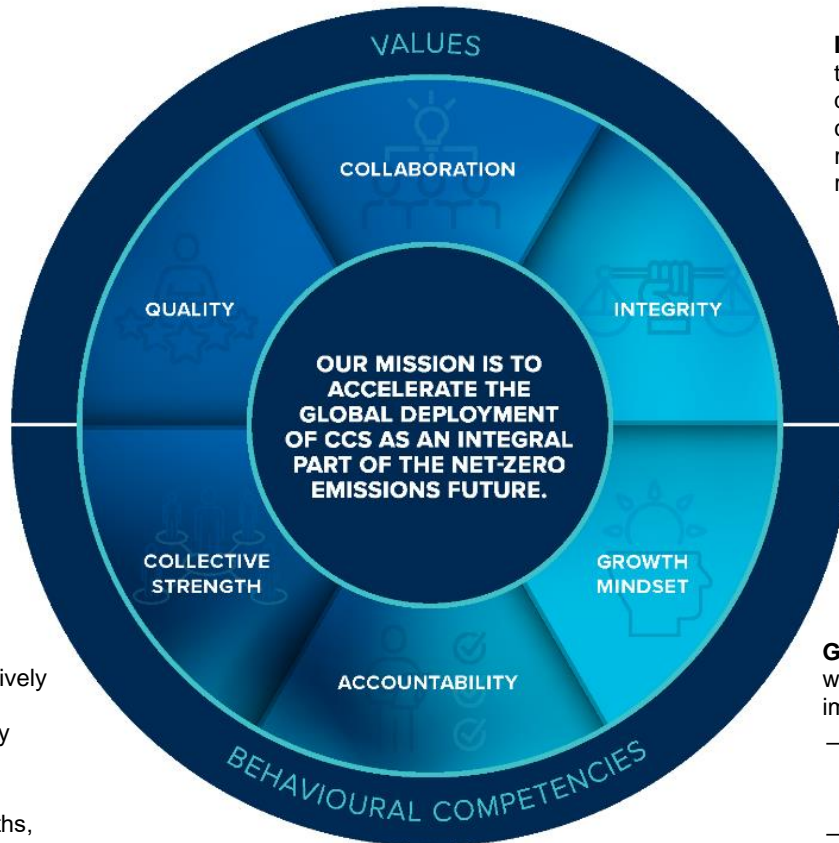 VALUES
COLLABORATION
QUALITY
INTEGRITY
OUR MISSION IS TO
ACCELERATE THE
GLOBAL DEPLOYMENT
OF CCS AS AN INTEGRAL
PART OF THE NET-ZERO
EMISSIONS FUTURE.
COLLECTIVE
STRENGTH
GROWTH
MINDSET
ACCOUNTABILITY
BEHAVIOURAL COMPETENCIES